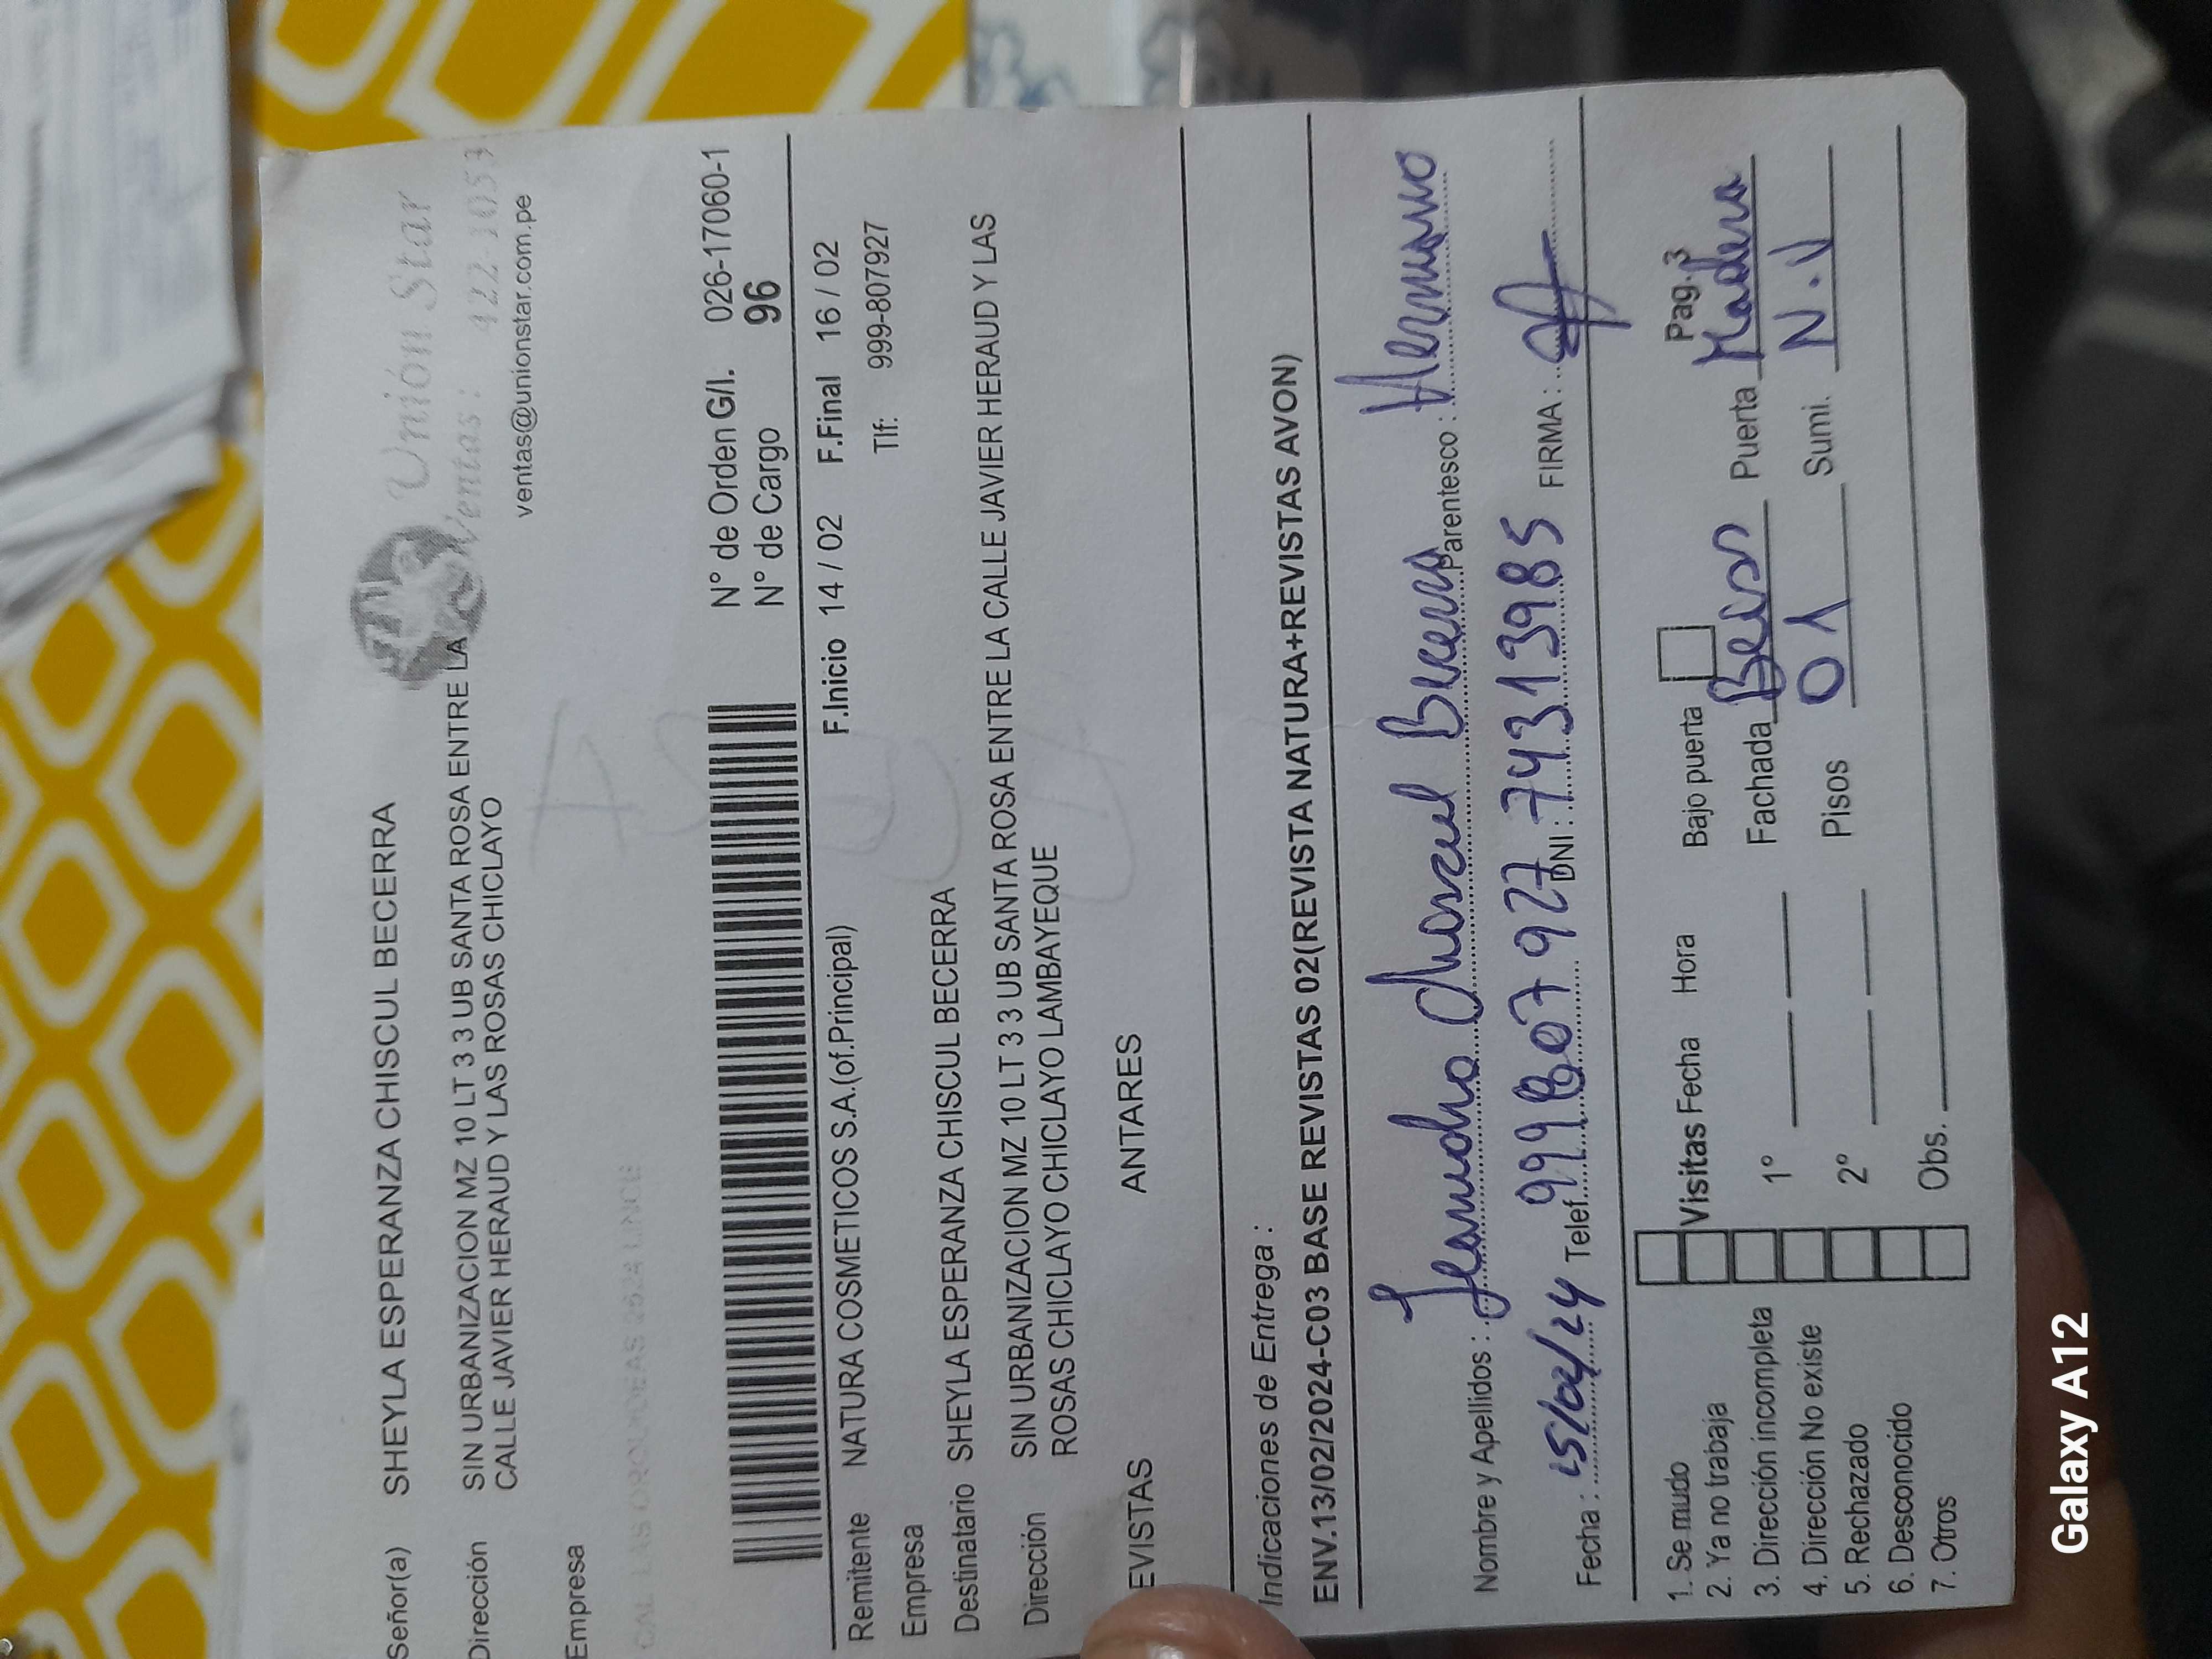 Unión Star
Ventas: 422-1053
ventas@unionstar.com.pe
Señor(a) SHEYLA ESPERANZA CHISCUL BECERRA
Dirección SIN URBANIZACION MZ 10 LT 3 3 UB SANTA ROSA ENTRE LA
CALLE JAVIER HERAUD Y LAS ROSAS CHICLAYO
Empresa
N° de Orden G/I. 026-17060-1
N° de Cargo 96
F.Inicio 14 / 02 F.Final 16 / 02
Remitente NATURA COSMETICOS S.A.(of.Principal) Tlf: 999-807927
Empresa
Destinatario SHEYLA ESPERANZA CHISCUL BECERRA
Dirección SIN URBANIZACION MZ 10 LT 3 3 UB SANTA ROSA ENTRE LA CALLE JAVIER HERAUD Y LAS
ROSAS CHICLAYO CHICLAYO LAMBAYEQUE
EVISTAS ANTARES
Indicaciones de Entrega :
ENV.13/02/2024-C03 BASE REVISTAS 02(REVISTA NATURA+REVISTAS AVON)
Nombre y Apellidos : Chiscul Becerra Parentesco : Hermano
Fecha : 15/02/24 Telef. 999807927 DNI : 74313985 FIRMA :
Pag.3
1. Se mudo
2. Ya no trabaja
3. Dirección incompleta
4. Dirección No existe
5. Rechazado
6. Desconocido
7. Otros
Visitas Fecha Hora
1°
2°
Obs.
Bajo puerta
Fachada Puerta Madera
Pisos 01 Sumi. N.V
Galaxy A12